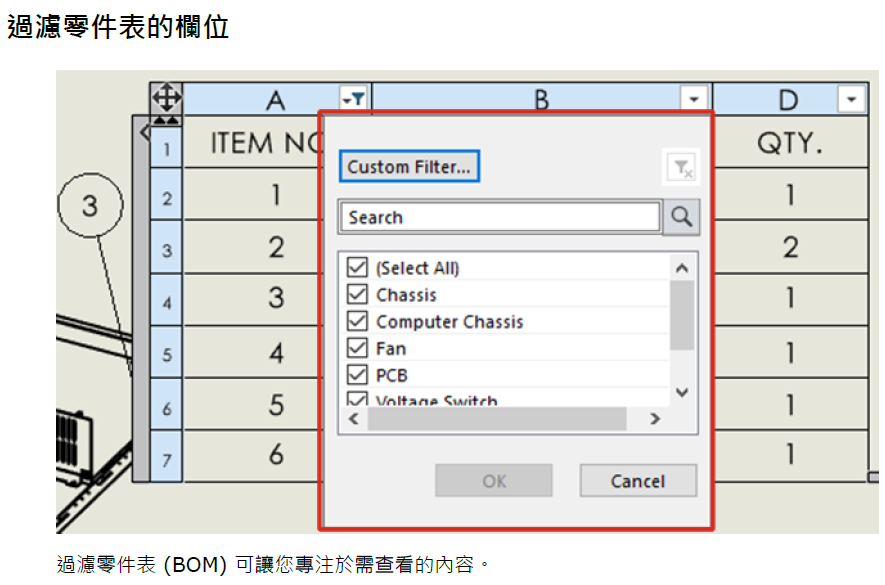 過濾零件表的欄位
A B D
1 ITEM NO QTY.
Custom Filter...
2 1 1
3
Search
3 2 2
(Select All)
4 3 1
Chassis
Computer Chassis
5 4 1
Fan
PCB
6 5 1
Voltage Switch
7 6 1
OK Cancel
過濾零件表 (BOM) 可讓您專注於需查看的內容。